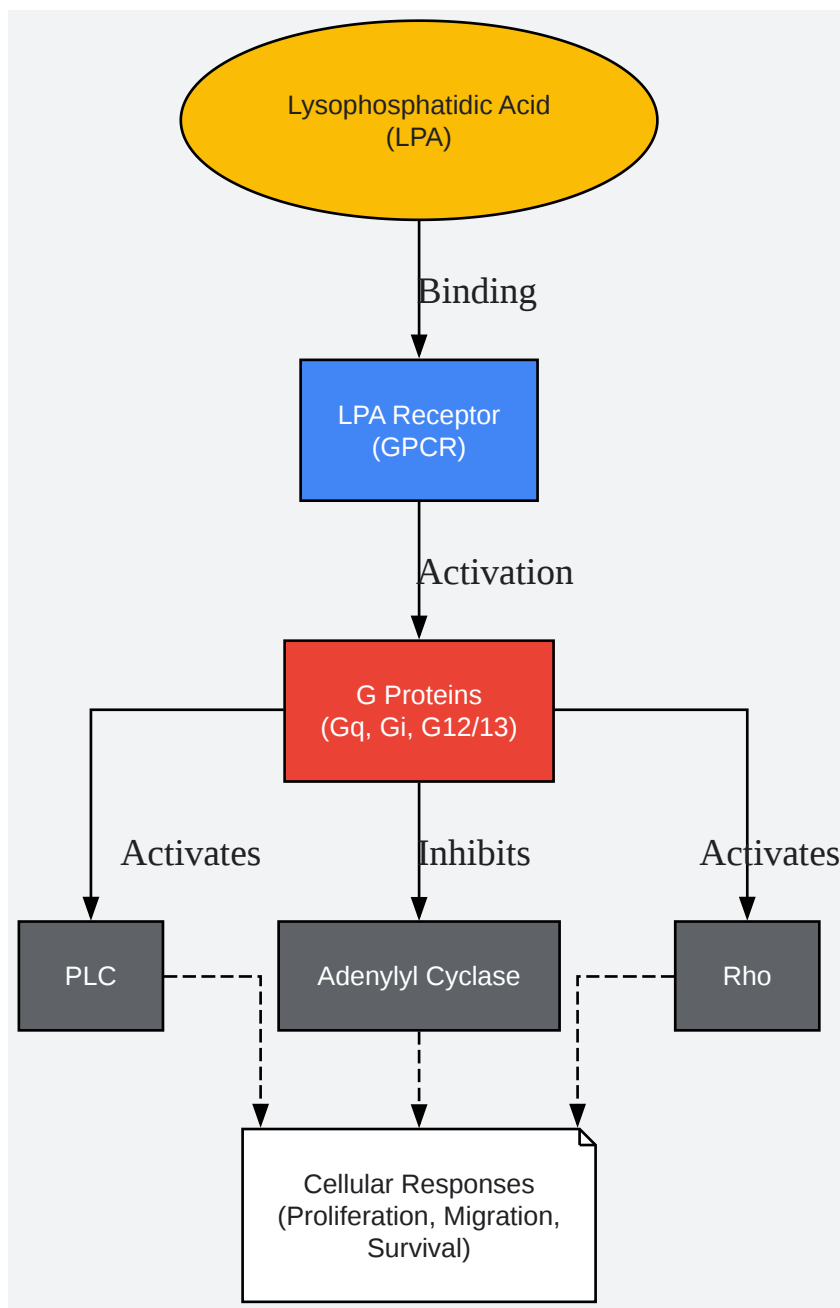 Lysophosphatidic Acid
(LPA)
Binding
LPA Receptor
(GPCR)
Activation
G Proteins
(Gq, Gi, G12/13)
Activates
Inhibits
Activates
PLC
Adenylyl Cyclase
Rho
Cellular Responses
(Proliferation, Migration,
Survival)